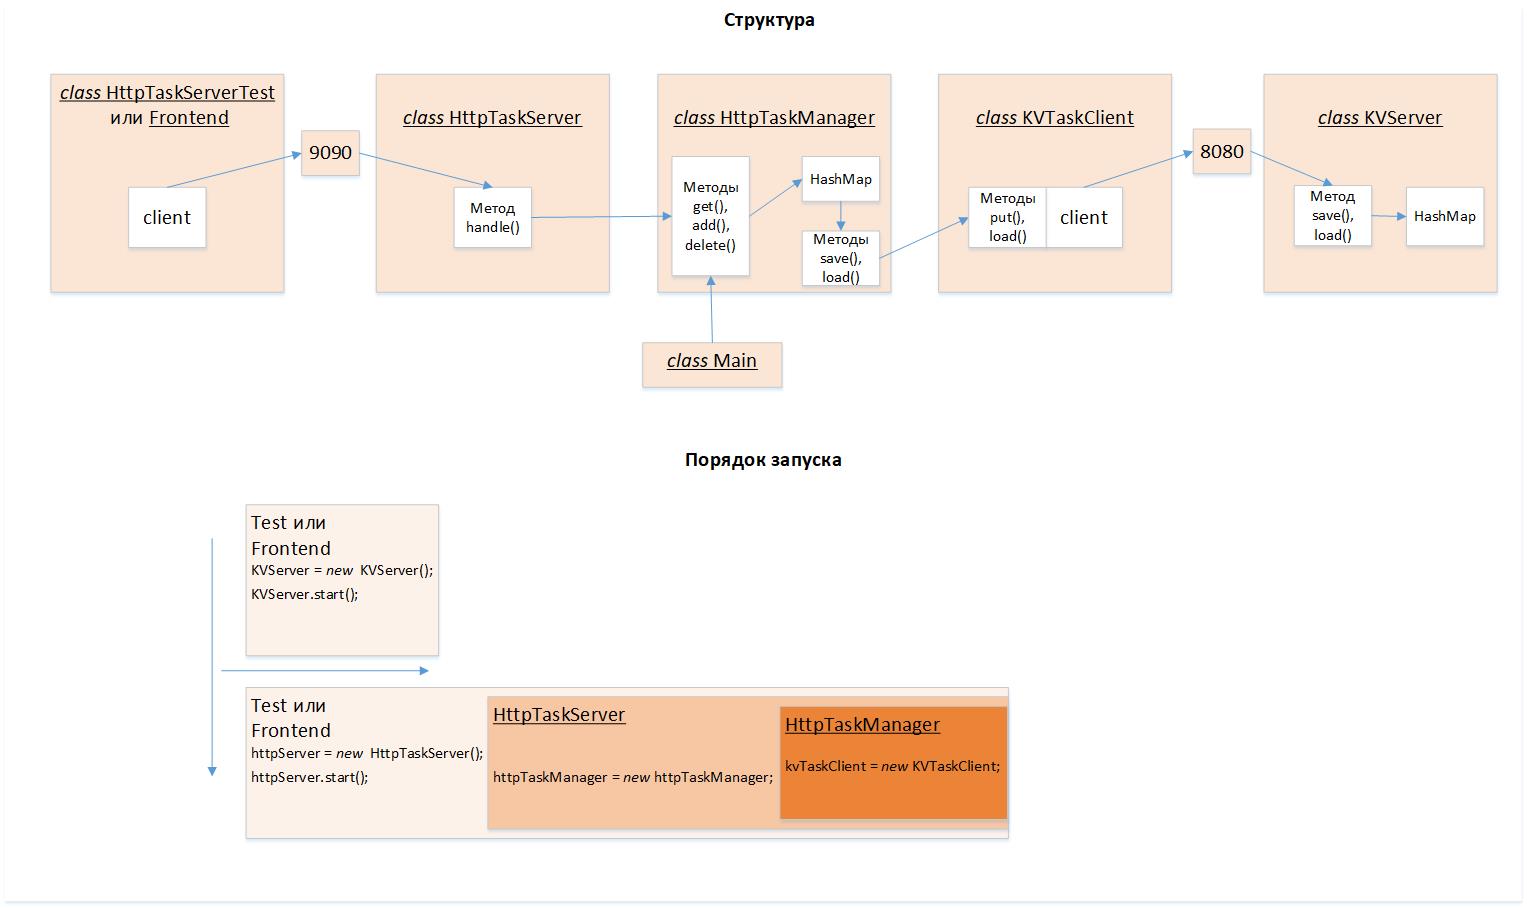 Структура
class HttpTaskServerTest
или Frontend
client
9090
class HttpTaskServer
Метод
handle()
class HttpTaskManager
Методы
get(),
add(),
delete()
HashMap
Методы
save(),
load()
class KVTaskClient
Методы
put(),
load()
client
8080
class KVServer
Метод
save(),
load()
HashMap
class Main
Порядок запуска
Test или
Frontend
KVServer = new KVServer();
KVServer.start();
Test или
Frontend
httpServer = new HttpTaskServer();
httpServer.start();
HttpTaskServer
httpTaskManager = new httpTaskManager;
HttpTaskManager
kvTaskClient = new KVTaskClient;